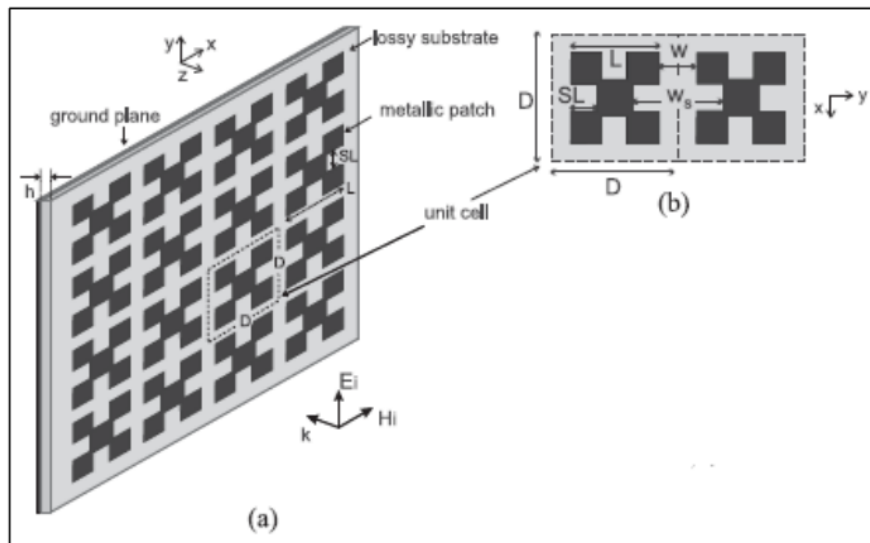 y
x
z
lossy substrate
ground plane
metallic patch
SL
h
L
unit cell
D
D
Ei
Hi
k
(a)
W
L
D
SL
Ws
x
y
D
(b)